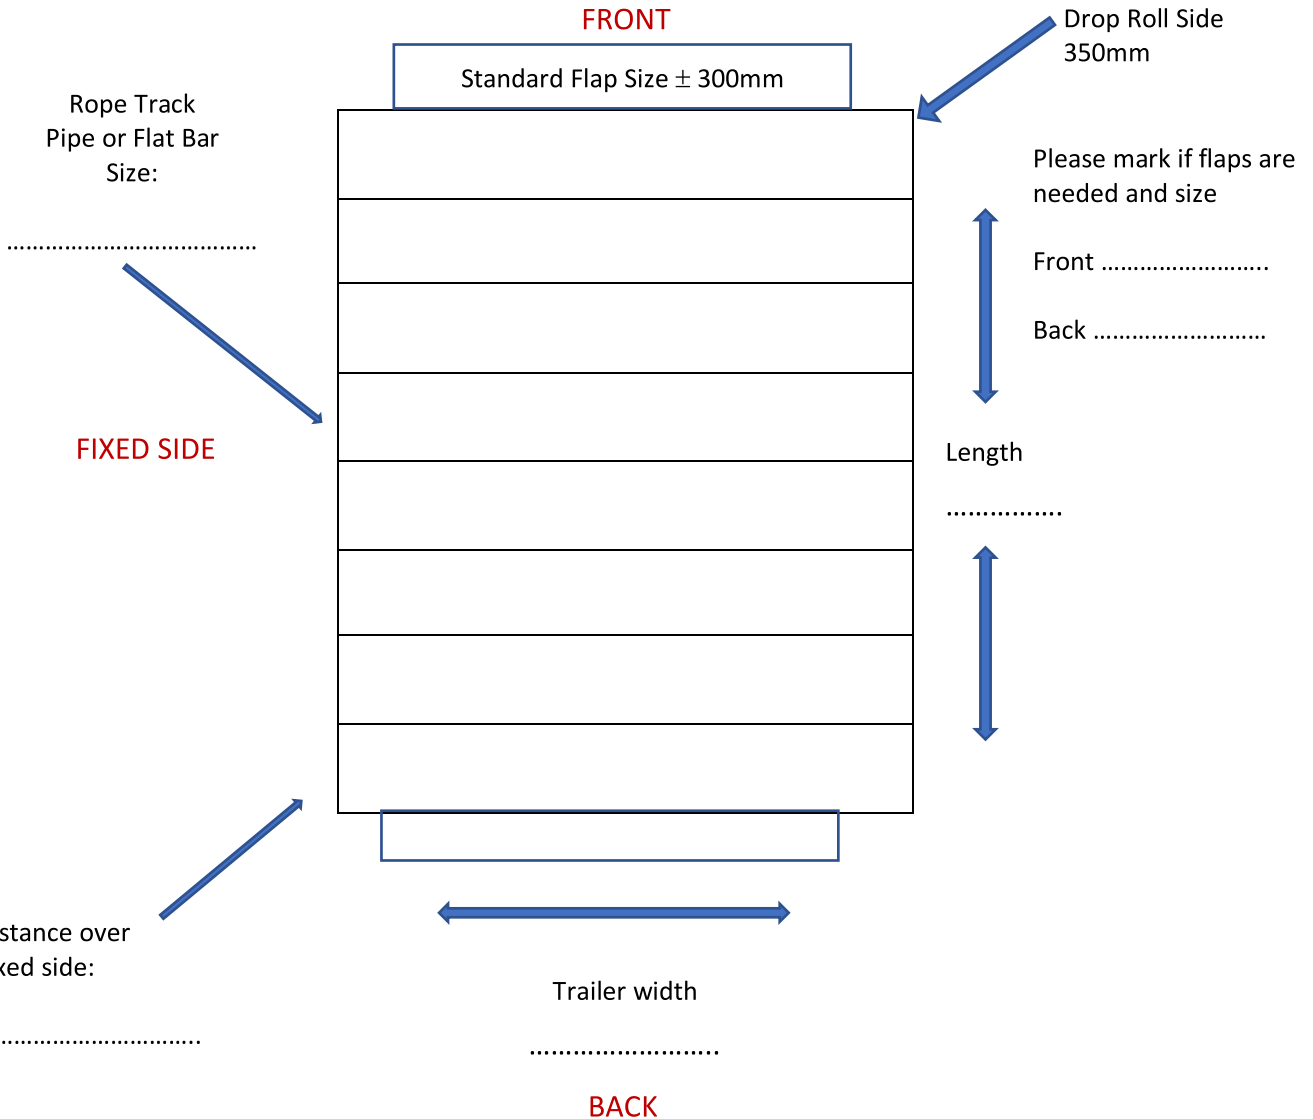 FRONT
Drop Roll Side
350mm
Standard Flap Size ± 300mm
Rope Track
Pipe or Flat Bar
Size:
……………………………………
Please mark if flaps are
needed and size
Front ……………………..
Back ………………………
FIXED SIDE
Length
…………….
stance over
xed side:
…………………………..
Trailer width
……………………..
BACK